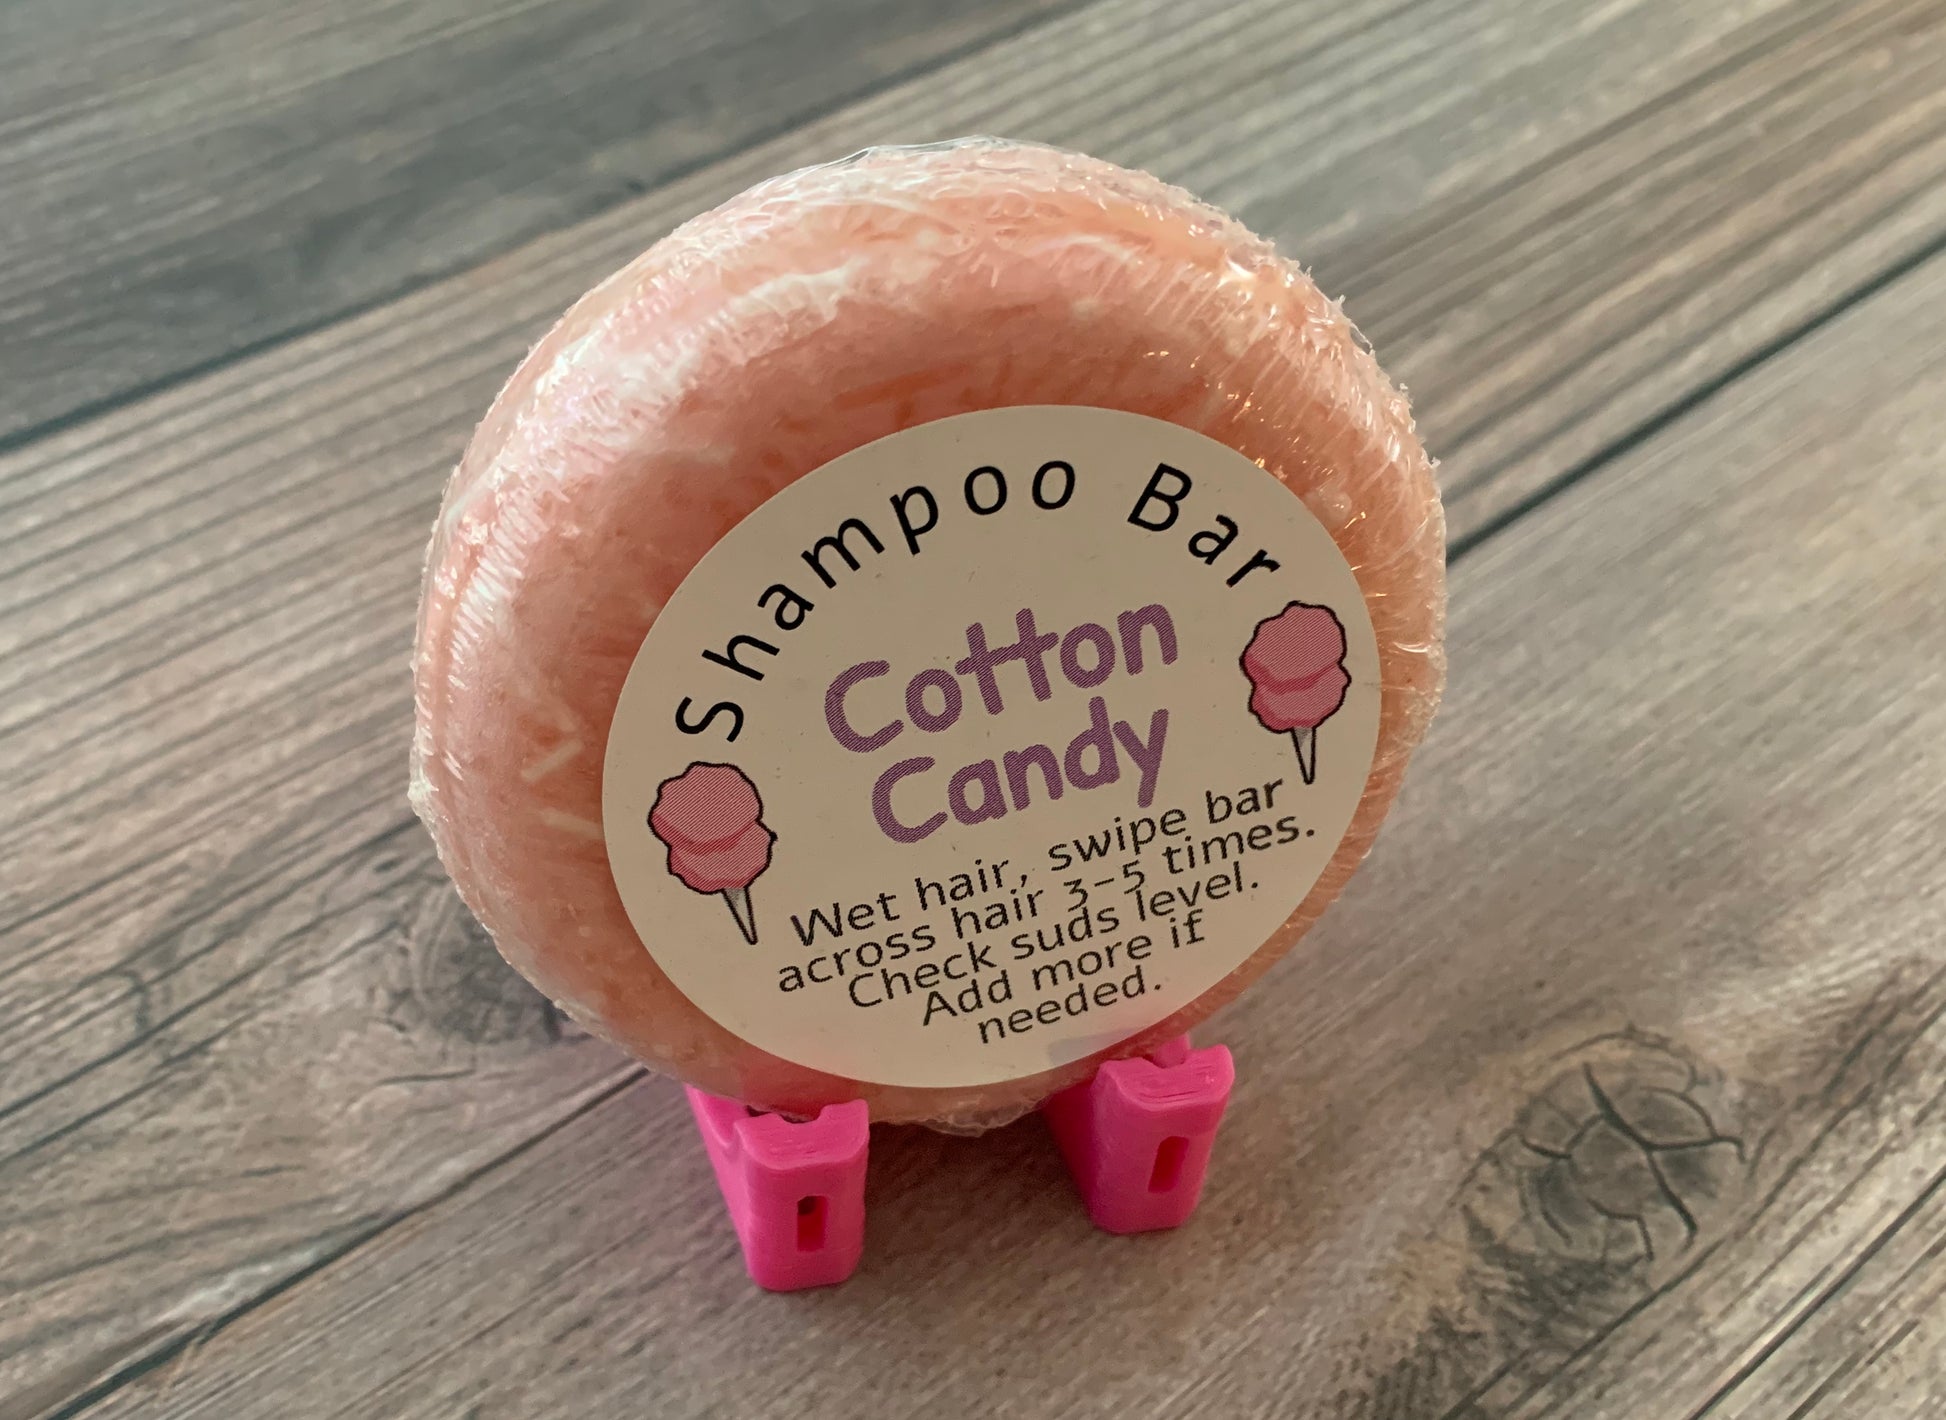 Shampoo Bar
Cotton
Candy
Wet hair, swipe bar
across hair 3-5 times.
Check suds level.
Add more if
needed.